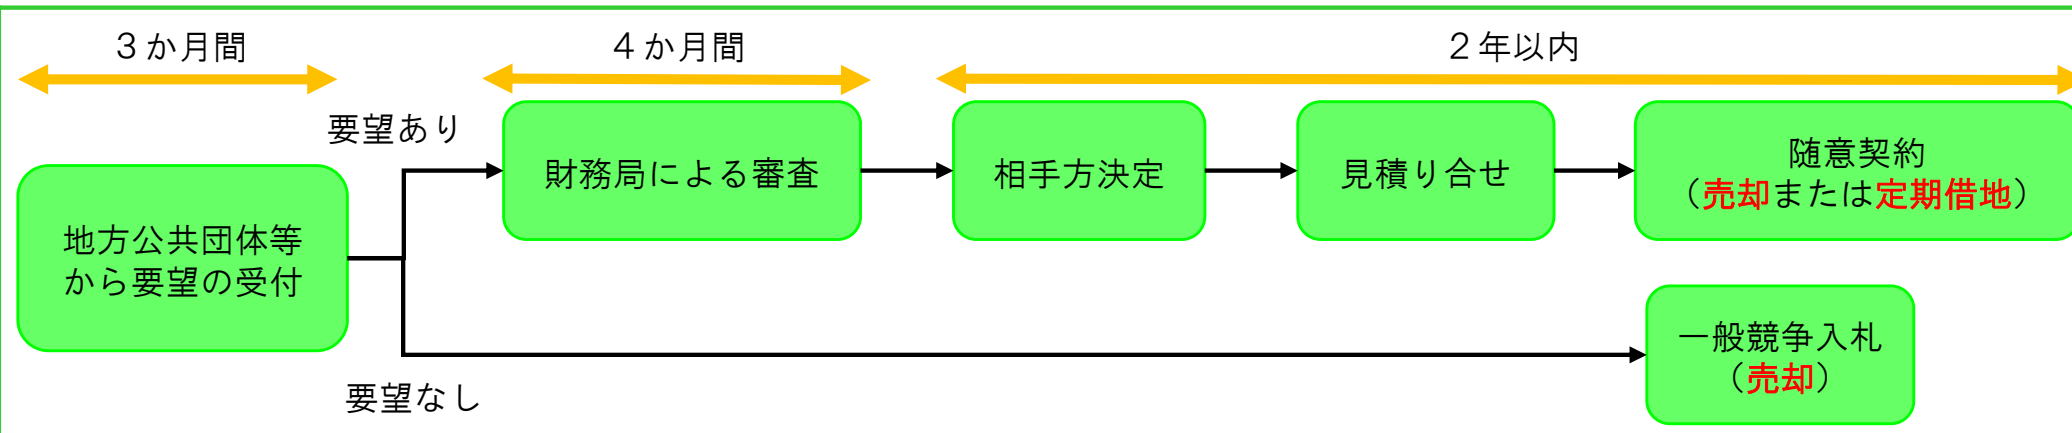 ３か月間
４か月間
２年以内
要望あり
地方公共団体等
から要望の受付
財務局による審査
相手方決定
見積り合せ
随意契約
（売却または定期借地）
要望なし
一般競争入札
（売却）